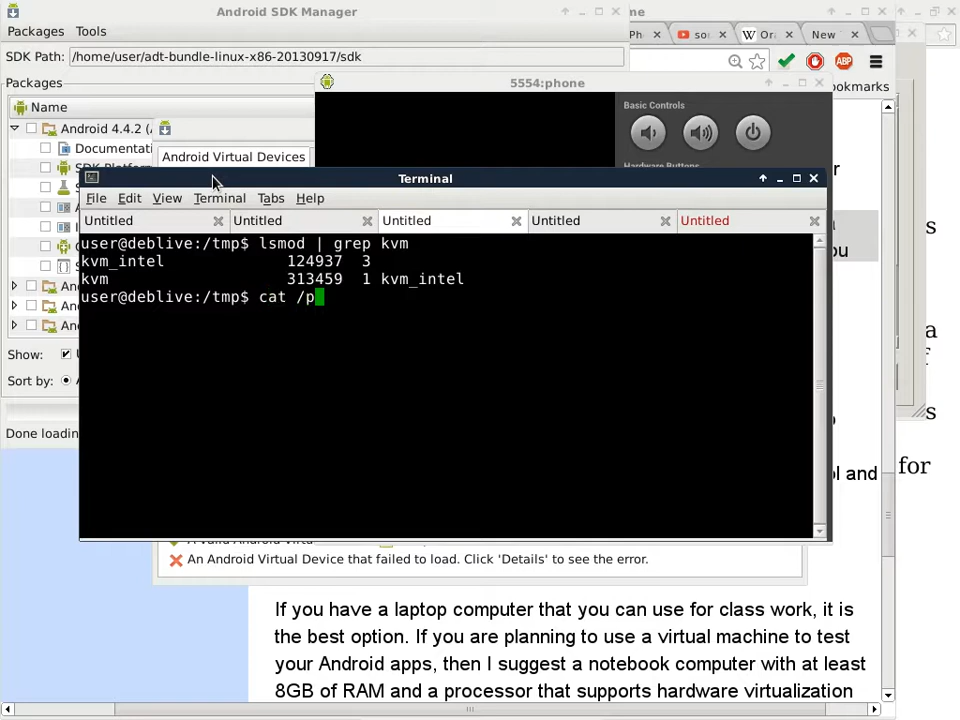 Android SDK Manager
Packages Tools
SDK Path: /home/user/adt-bundle-linux-x86-20130917/sdk
Packages
Name
Android 4.4.2 (
Documentati
Android Virtual Devices
5554:phone
Basic Controls
New
ABP
Terminal
File Edit View Terminal Tabs Help
Untitled Untitled Untitled Untitled Untitled
user@deblive:/tmp$ lsmod | grep kvm
kvm_intel 124937 3
kvm 313459 1 kvm_intel
user@deblive:/tmp$ cat /p
Show:
Sort by:
Done loadin
ol and
for
An Android Virtual Device that failed to load. Click 'Details' to see the error.
If you have a laptop computer that you can use for class work, it is
the best option. If you are planning to use a virtual machine to test
your Android apps, then I suggest a notebook computer with at least
8GB of RAM and a processor that supports hardware virtualization